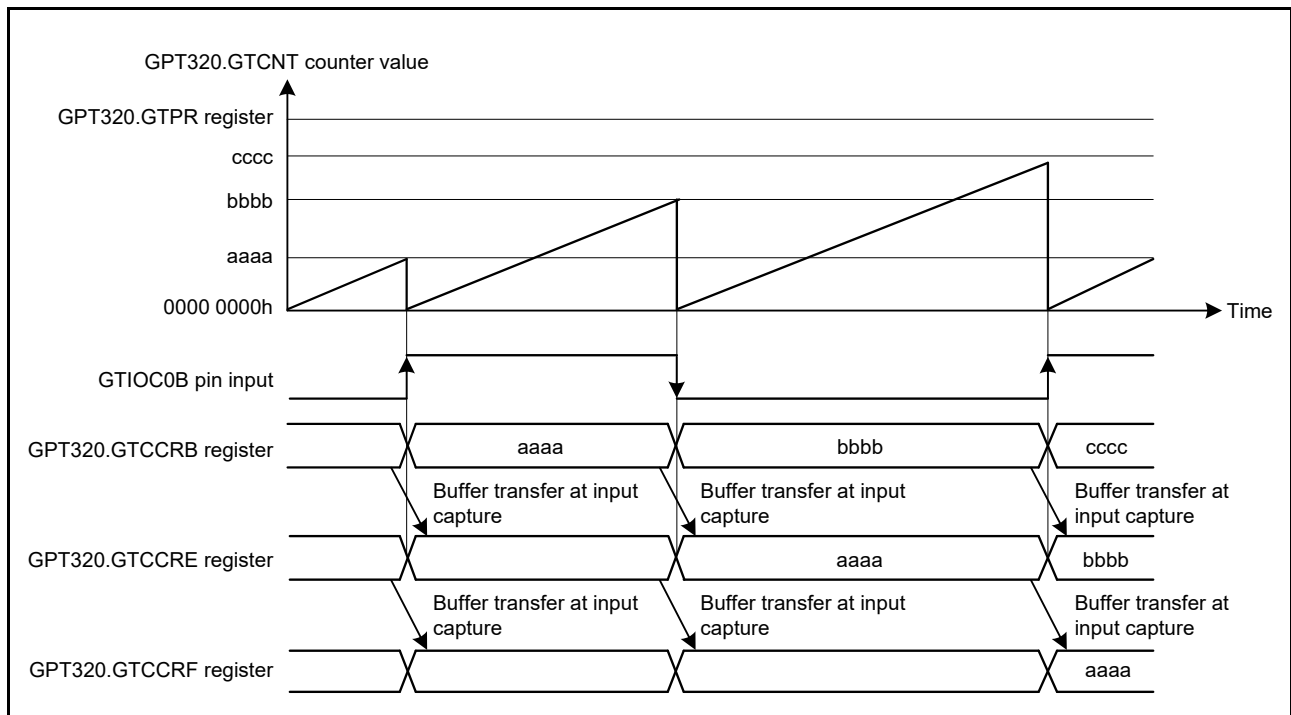 GPT320.GTCNT counter value
GPT320.GTPR register
cccc
bbbb
aaaa
0000 0000h
Time
GTIOC0B pin input
GPT320.GTCCRB register
aaaa
bbbb
cccc
Buffer transfer at input
capture
Buffer transfer at input
capture
Buffer transfer at
input capture
GPT320.GTCCRE register
aaaa
bbbb
Buffer transfer at input
capture
Buffer transfer at input
capture
Buffer transfer at
input capture
GPT320.GTCCRF register
aaaa